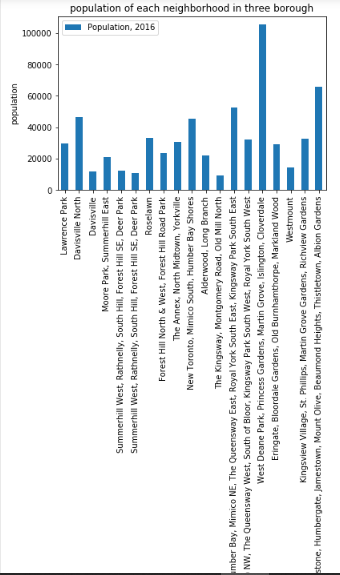 population of each neighborhood in three borough
Population, 2016
100000
80000
60000
40000
20000
0
population
Lawrence Park
Davisville North
Davisville
Moore Park, Summerhill East
Summerhill West, Rathnelly, South Hill, Forest Hill SE, Deer Park
Summerhill West, Rathnelly, South Hill, Forest Hill SE, Deer Park
Roselawn
Forest Hill North & West, Forest Hill Road Park
The Annex, North Midtown, Yorkville
New Toronto, Mimico South, Humber Bay Shores
Alderwood, Long Branch
The Kingsway, Montgomery Road, Old Mill North
mber Bay, Mimico NE, The Queensway East, Royal York South East, Kingsway Park South East
NW, The Queensway West, South of Bloor, Kingsway Park South West, Royal York South West
West Deane Park, Princess Gardens, Martin Grove, Islington, Cloverdale
Eringate, Bloordale Gardens, Old Burnhamthorpe, Markland Wood
Westmount
Kingsview Village, St. Phillips, Martin Grove Gardens, Richview Gardens
stone, Humbergate, Jamestown, Mount Olive, Beaumond Heights, Thistletown, Albion Gardens